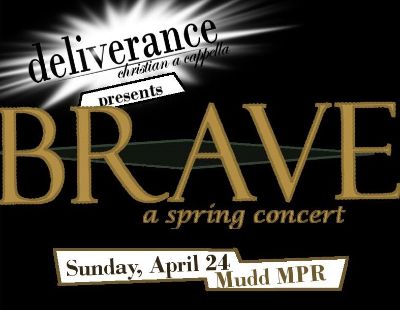 deliverance
christian a cappella
presents
BRAVE
a spring concert
Sunday, April 24
Mudd MPR